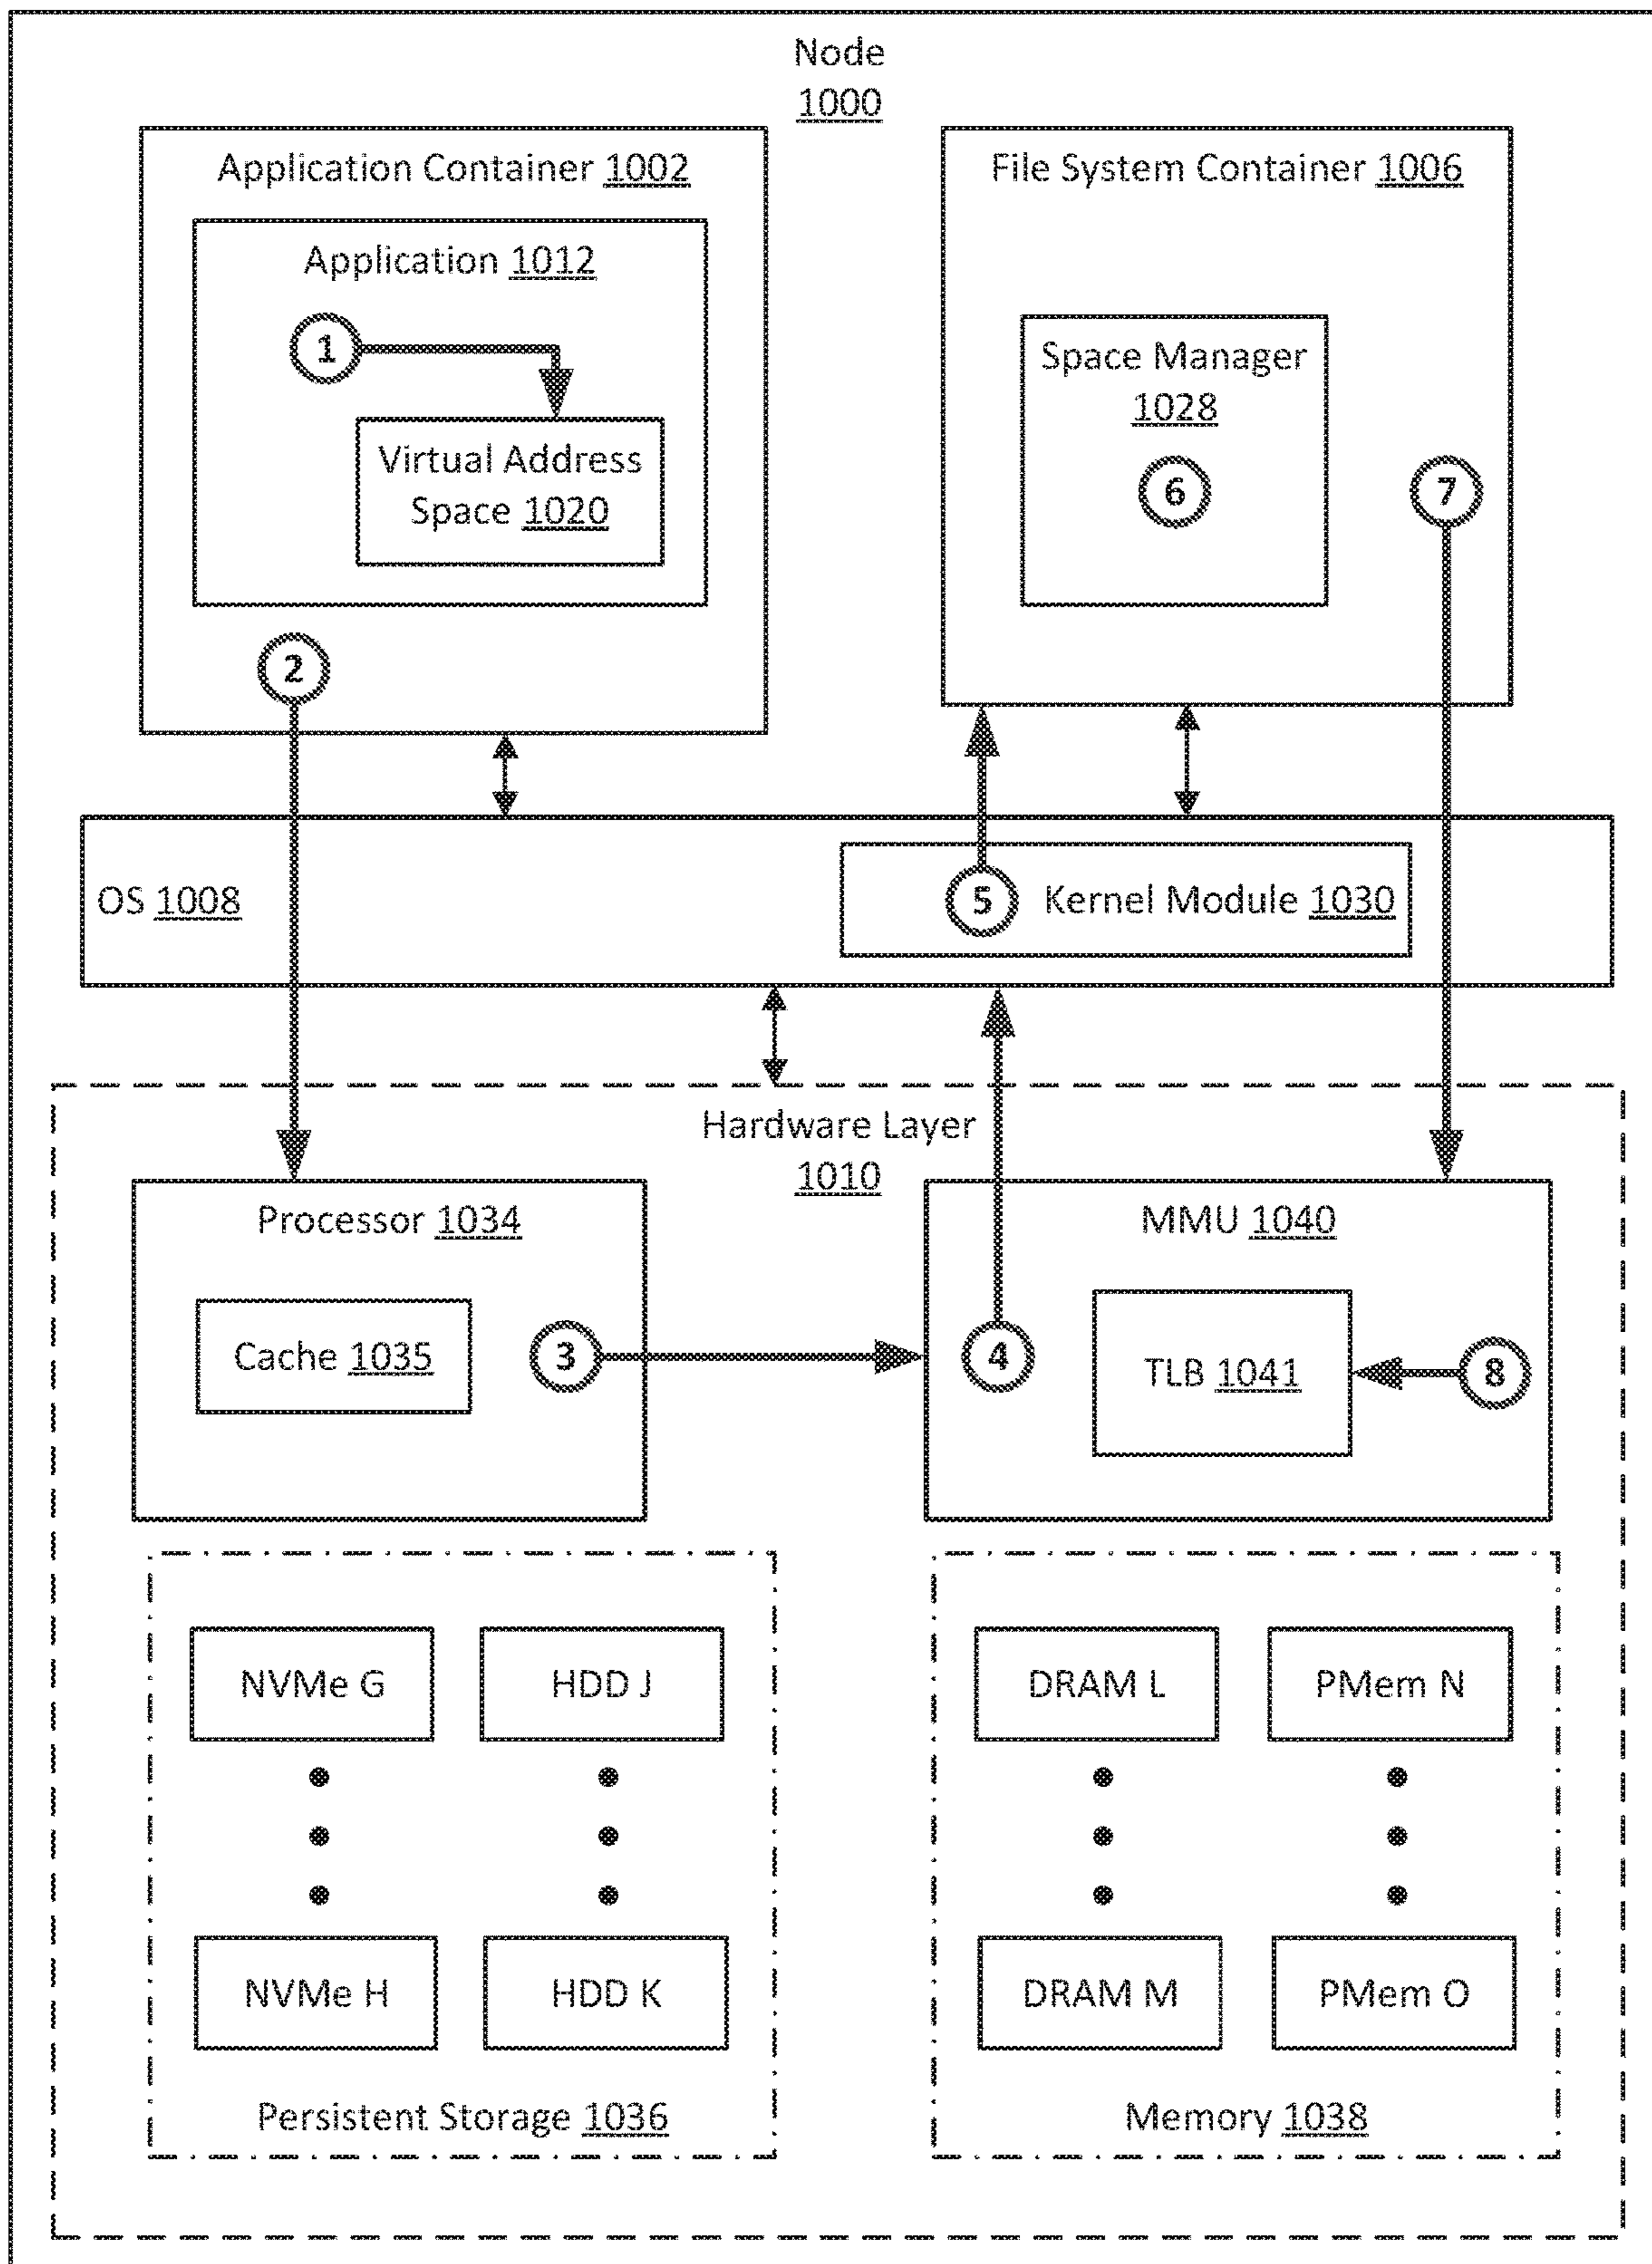 Node
1000
Application Container 1002
Application 1012
1
Virtual Address
Space 1020
2
File System Container 1006
Space Manager
1028
6
7
OS 1008
5
Kernel Module 1030
Hardware Layer
1010
Processor 1034
Cache 1035
3
MMU 1040
4
TLB 1041
8
NVMe G
HDD J
NVMe H
HDD K
Persistent Storage 1036
DRAM L
PMem N
DRAM M
PMem O
Memory 1038